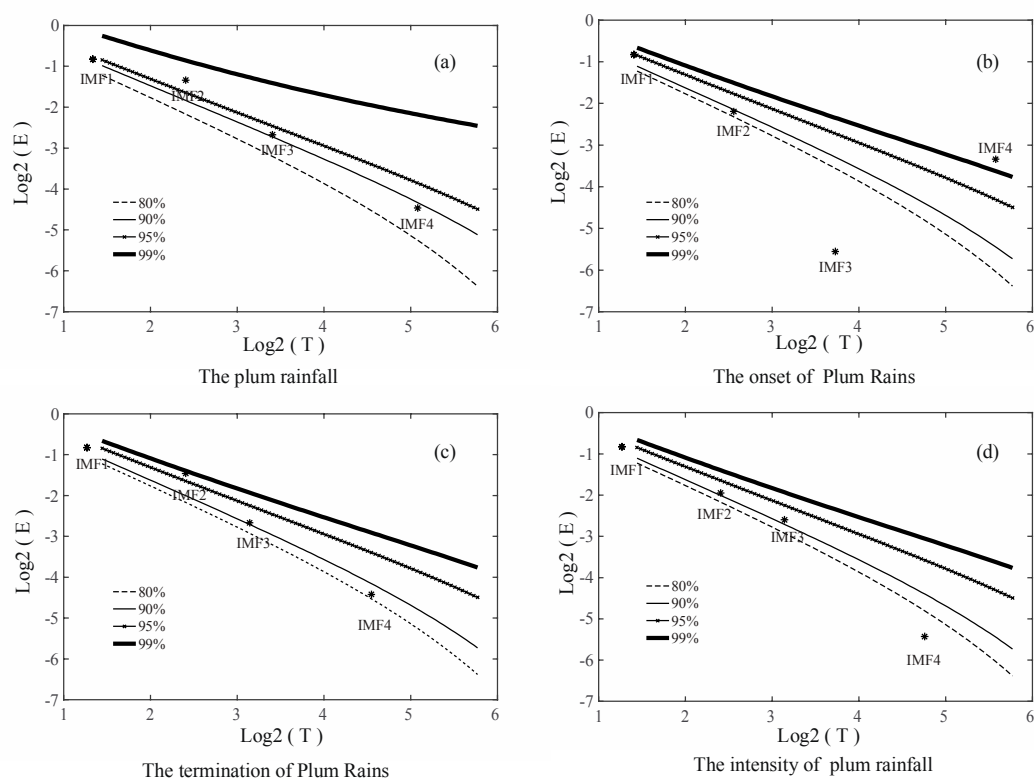 0
-1
-2
-3
-4
-5
-6
-7
Log2 ( E )
(a)
IMF1
IMF2
IMF3
IMF4
80%
90%
95%
99%
1 2 3 4 5 6
Log2 ( T )
The plum rainfall
0
-1
-2
-3
-4
-5
-6
-7
Log2 ( E )
(b)
IMF1
IMF2
IMF4
IMF3
80%
90%
95%
99%
1 2 3 4 5 6
Log2 ( T )
The onset of Plum Rains
0
-1
-2
-3
-4
-5
-6
-7
Log2 ( E )
(c)
IMF1
IMF2
IMF3
IMF4
80%
90%
95%
99%
1 2 3 4 5 6
Log2 ( T )
The termination of Plum Rains
0
-1
-2
-3
-4
-5
-6
-7
Log2 ( E )
(d)
IMF1
IMF2
IMF3
IMF4
80%
90%
95%
99%
1 2 3 4 5 6
Log2 ( T )
The intensity of plum rainfall